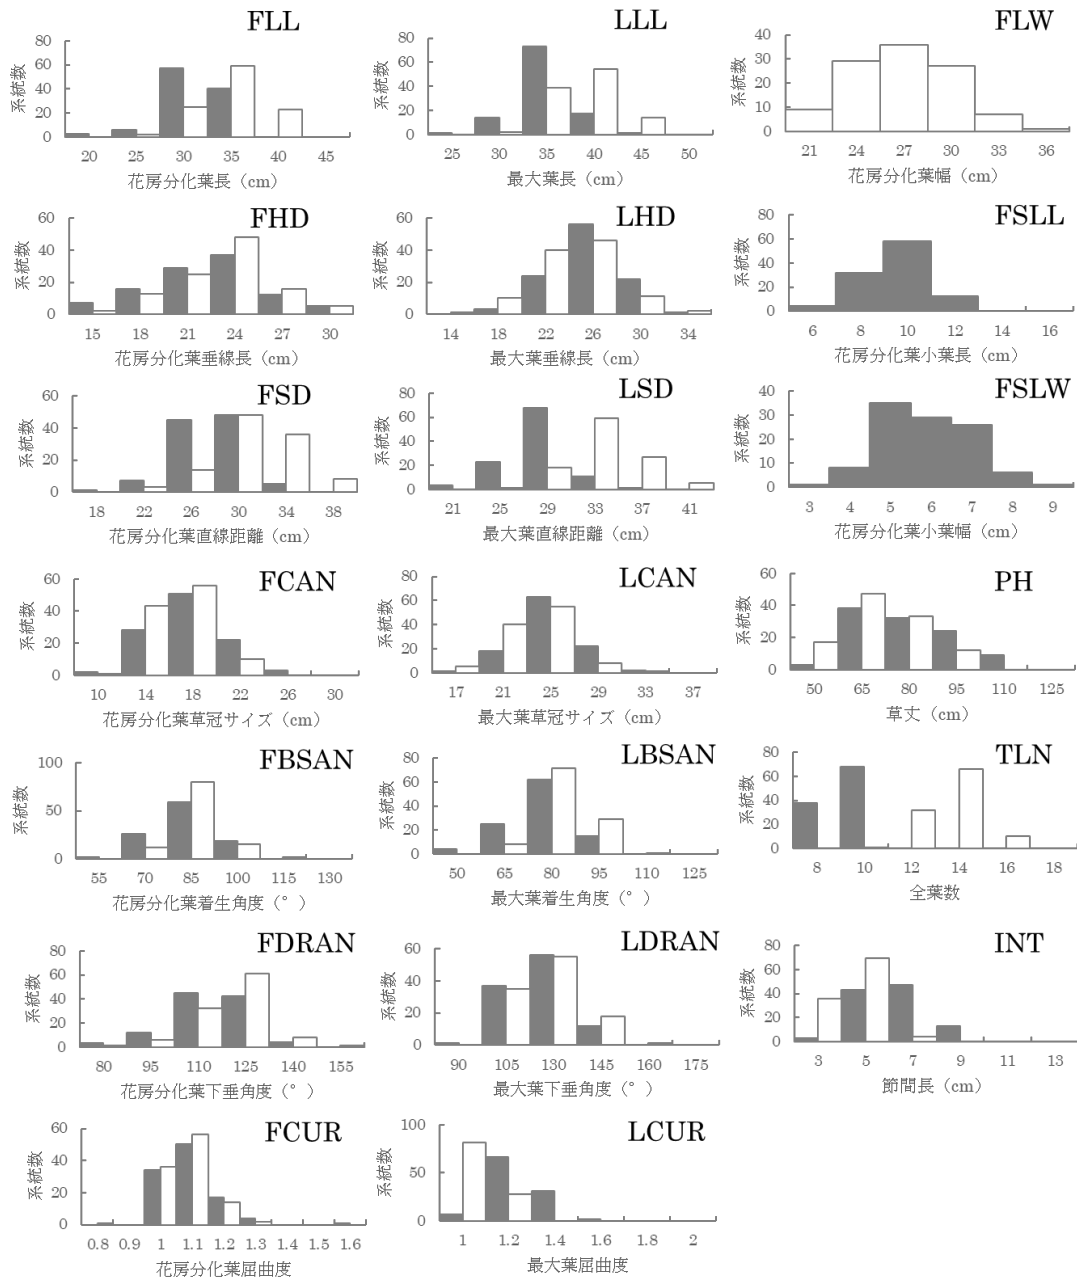 FLL
系統数
80
60
40
20
0
20 25 30 35 40 45
花房分化葉長（cm）
LLL
系統数
80
60
40
20
0
25 30 35 40 45 50
最大葉長（cm）
FLW
系統数
40
30
20
10
0
21 24 27 30 33 36
花房分化葉幅（cm）
FHD
系統数
60
40
20
0
15 18 21 24 27 30
花房分化葉垂線長（cm）
LHD
系統数
60
40
20
0
14 18 22 26 30 34
最大葉垂線長（cm）
FSLL
系統数
80
60
40
20
0
6 8 10 12 14 16
花房分化葉小葉長（cm）
FSD
系統数
60
40
20
0
18 22 26 30 34 38
花房分化葉直線距離（cm）
LSD
系統数
80
60
40
20
0
21 25 29 33 37 41
最大葉直線距離（cm）
FSLW
系統数
40
30
20
10
0
3 4 5 6 7 8 9
花房分化葉小葉幅（cm）
FCAN
系統数
60
40
20
0
10 14 18 22 26 30
花房分化葉草冠サイズ（cm）
LCAN
系統数
80
60
40
20
0
17 21 25 29 33 37
最大葉草冠サイズ（cm）
PH
系統数
60
40
20
0
50 65 80 95 110 125
草丈（cm）
FBSAN
系統数
100
50
0
55 70 85 100 115 130
花房分化葉着生角度（°）
LBSAN
系統数
80
60
40
20
0
50 65 80 95 110 125
最大葉着生角度（°）
TLN
系統数
80
60
40
20
0
8 10 12 14 16 18
全葉数
FDRAN
系統数
80
60
40
20
0
80 95 110 125 140 155
花房分化葉下垂角度（°）
LDRAN
系統数
60
40
20
0
90 105 130 145 160 175
最大葉下垂角度（°）
INT
系統数
80
60
40
20
0
3 5 7 9 11 13
節間長（cm）
FCUR
系統数
60
40
20
0
0.8 0.9 1 1.1 1.2 1.3 1.4 1.5 1.6
花房分化葉屈曲度
LCUR
系統数
100
50
0
1 1.2 1.4 1.6 1.8 2
最大葉屈曲度